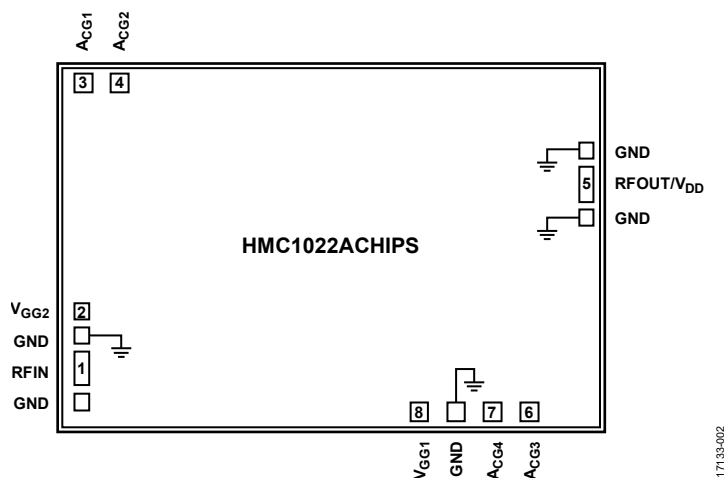 ACG1
ACG2
3
4
GND
5
RFOUT/VDD
GND
HMC1022ACHIPS
VGG2
2
GND
RFIN
1
GND
8
7
6
VGG1
GND
ACG4
ACG3
17133-002